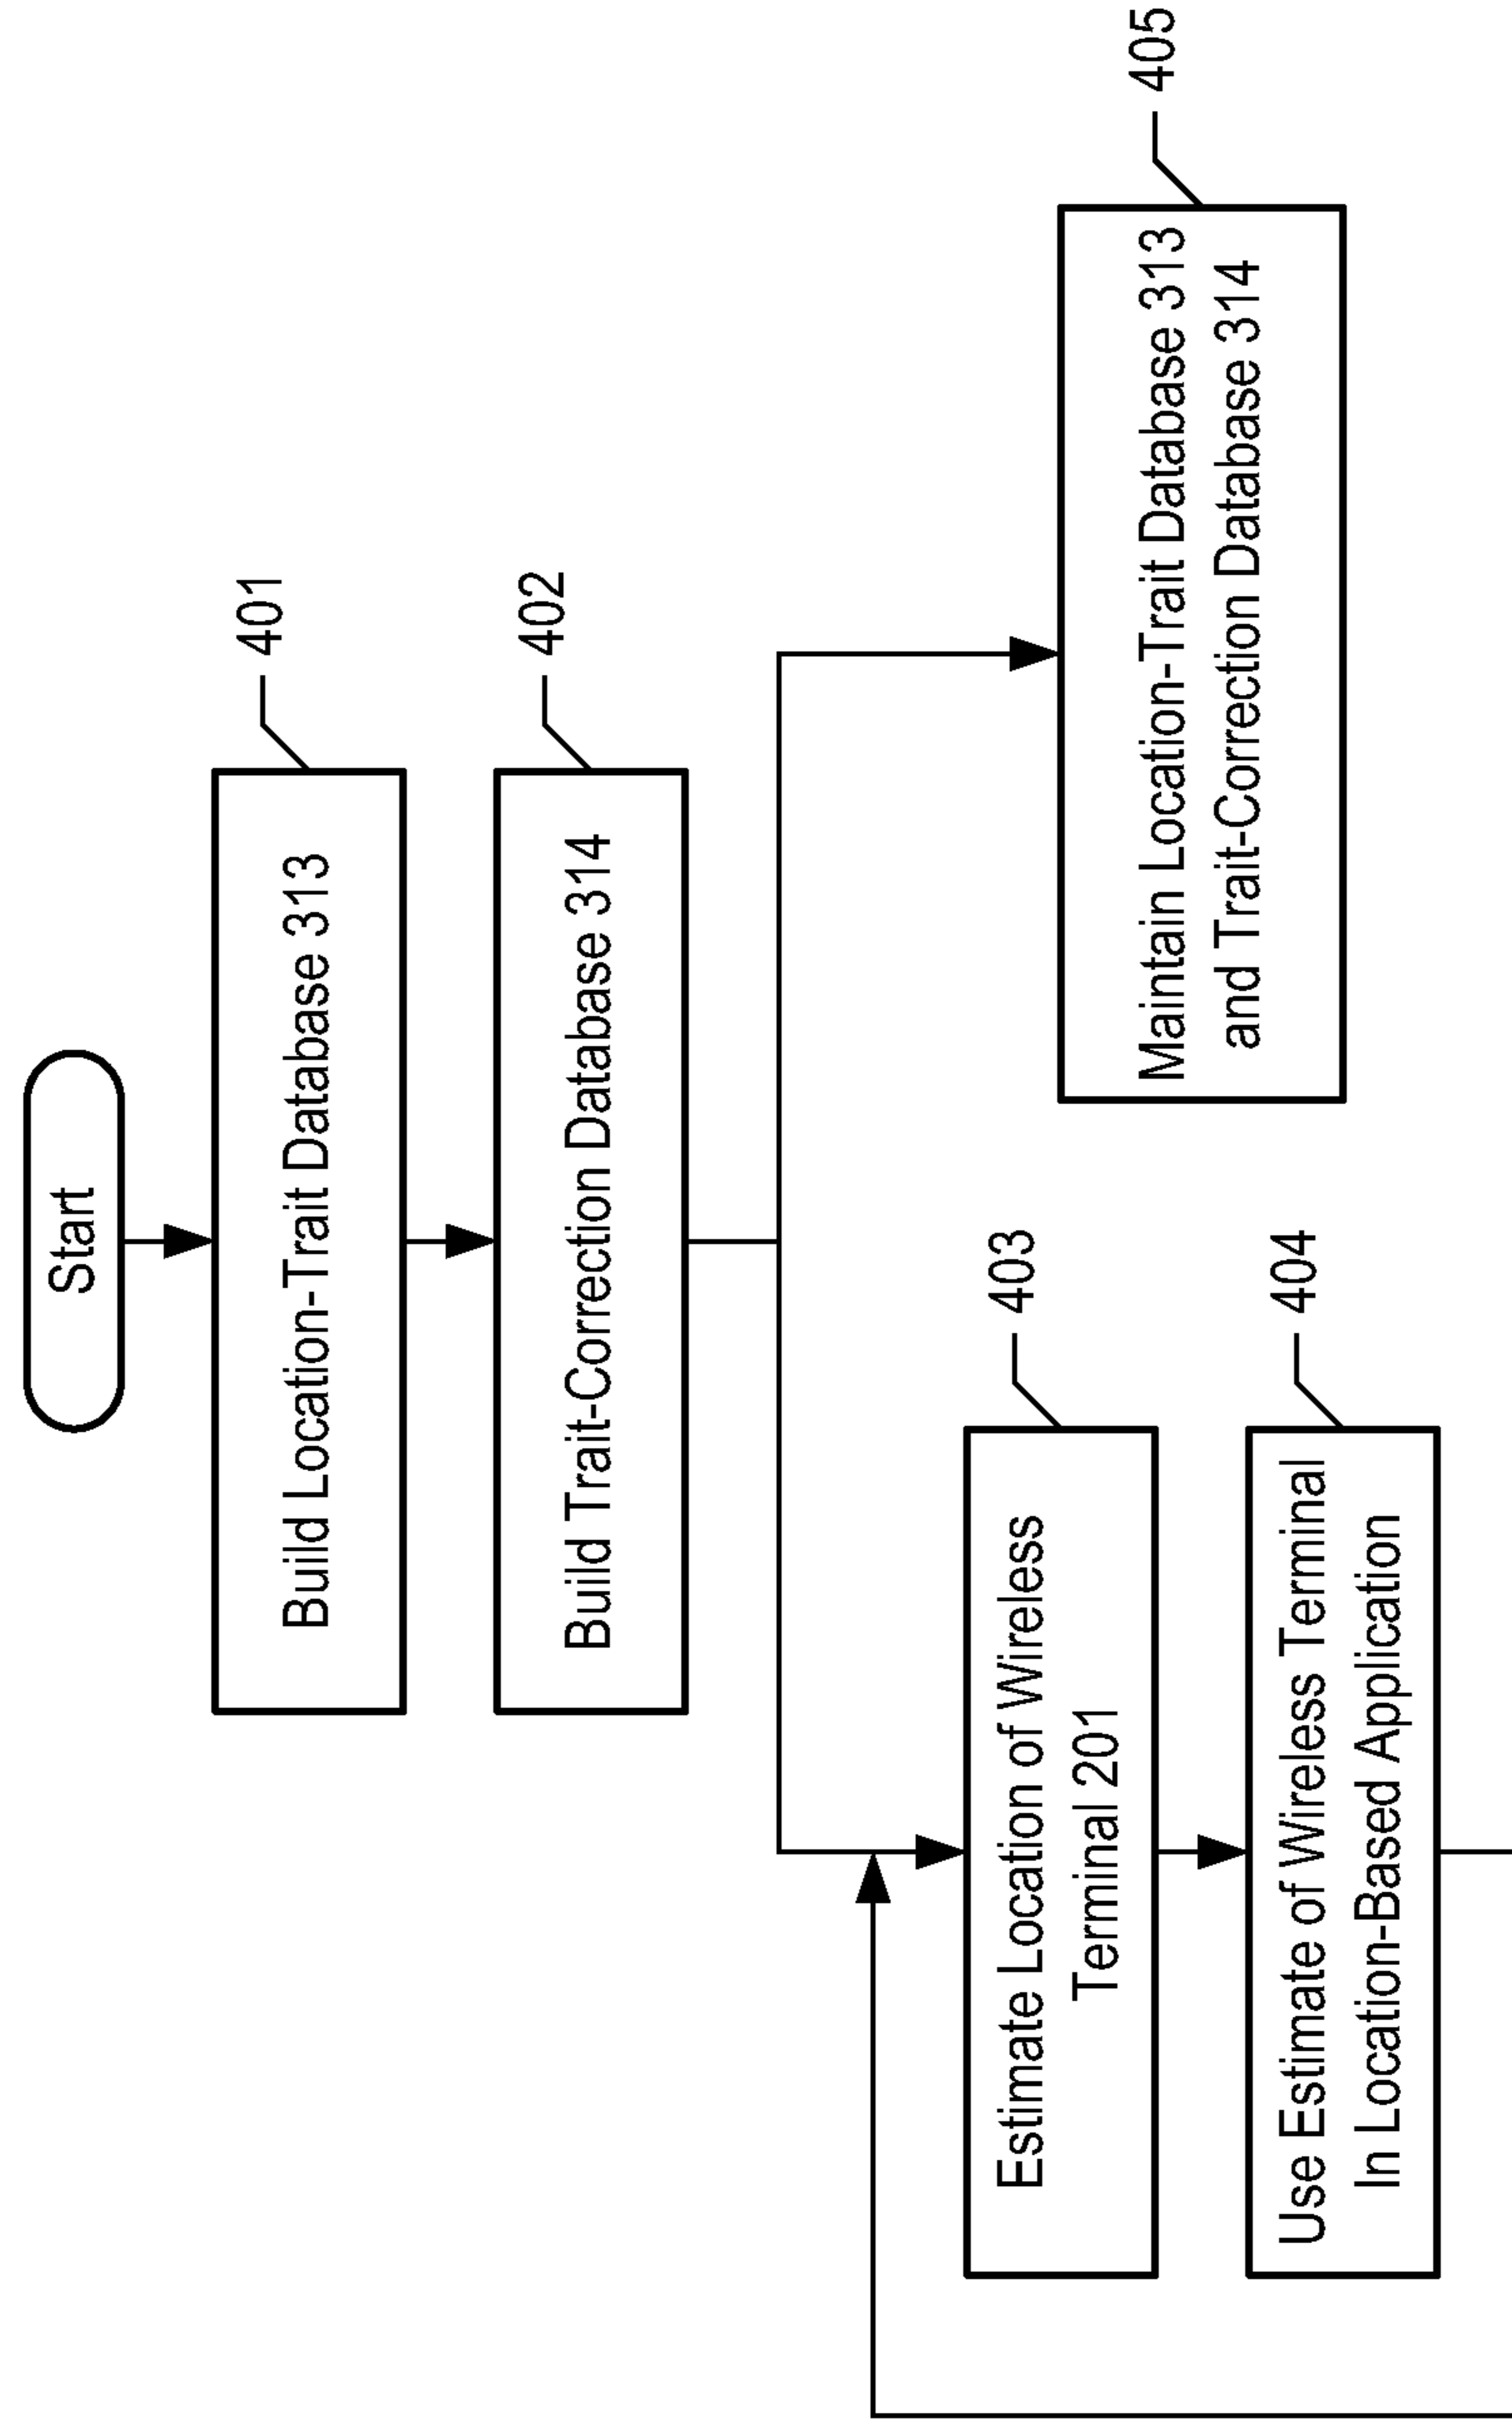 Start
Build Location-Trait Database 313
401
Build Trait-Correction Database 314
402
Estimate Location of Wireless
Terminal 201
403
Use Estimate of Wireless Terminal
In Location-Based Application
404
Maintain Location-Trait Database 313
and Trait-Correction Database 314
405